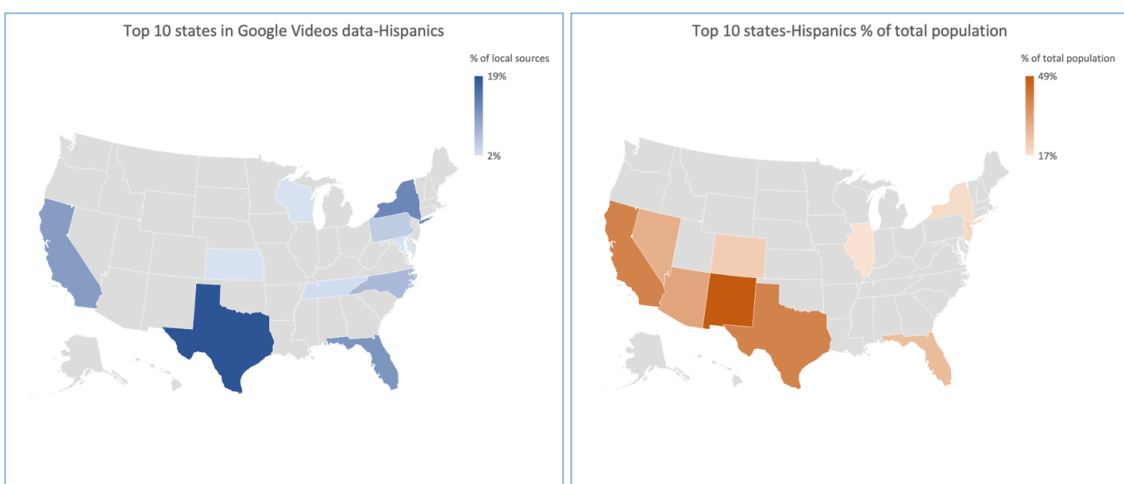 Top 10 states in Google Videos data-Hispanics
% of local sources
19%
2%
Top 10 states-Hispanics % of total population
% of total population
49%
17%